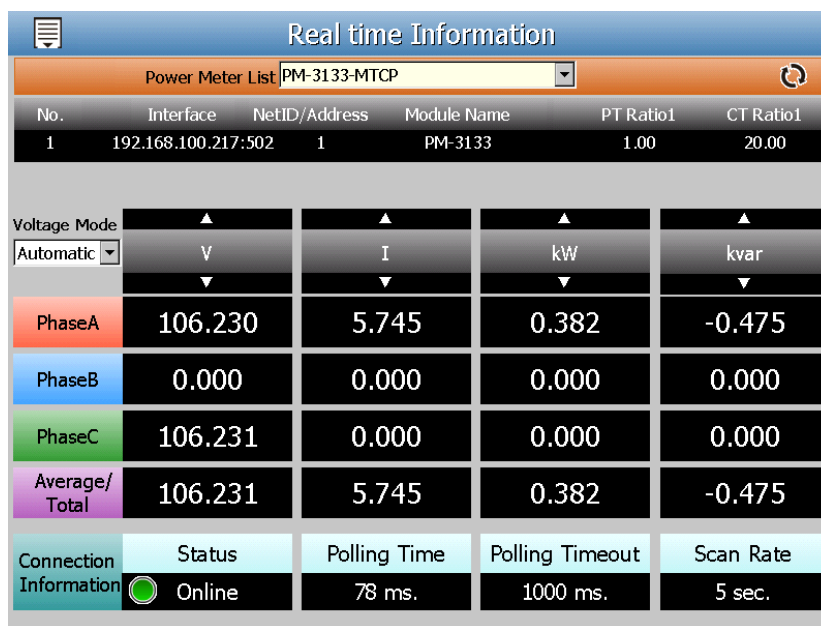 Real time Information
Power Meter List PM-3133-MTCP
No. Interface NetID/Address Module Name PT Ratio1 CT Ratio1
1 192.168.100.217:502 1 PM-3133 1.00 20.00
Voltage Mode
Automatic V I kW kvar
PhaseA 106.230 5.745 0.382 -0.475
PhaseB 0.000 0.000 0.000 0.000
PhaseC 106.231 0.000 0.000 0.000
Average/
Total 106.231 5.745 0.382 -0.475
Connection
Information
Status Polling Time Polling Timeout Scan Rate
Online 78 ms. 1000 ms. 5 sec.